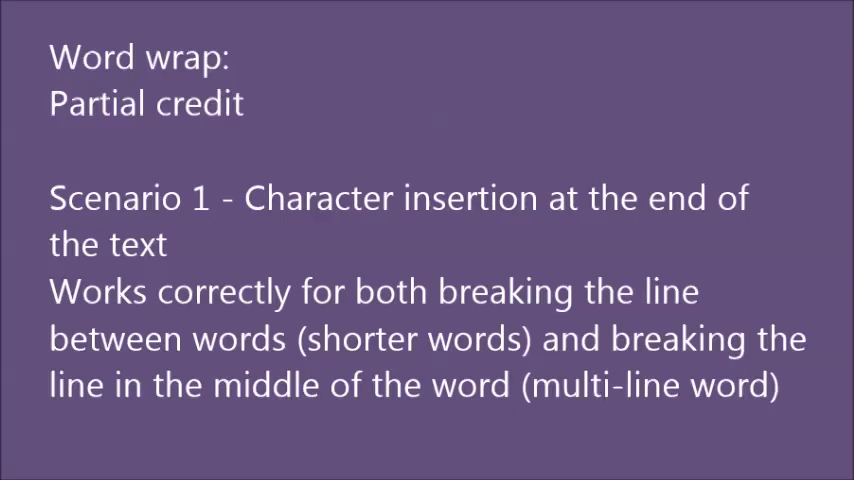 Word wrap:
Partial credit
Scenario 1 - Character insertion at the end of
the text
Works correctly for both breaking the line
between words (shorter words) and breaking the
line in the middle of the word (multi-line word)